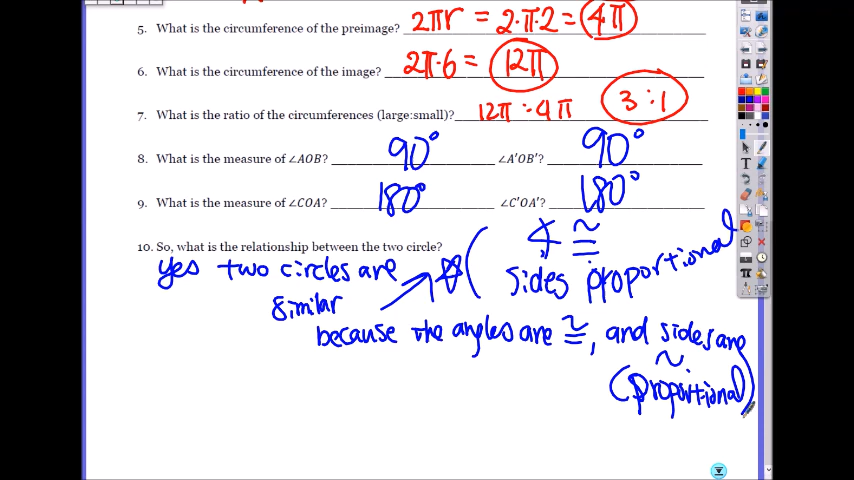 5. What is the circumference of the preimage? 2πr = 2·π·2 = 4π
6. What is the circumference of the image? 2π·6 = 12π
7. What is the ratio of the circumferences (large:small)? 12π : 4π 3 : 1
8. What is the measure of ∠AOB? 90° ∠A'OB'? 90°
9. What is the measure of ∠COA? 180° ∠C'OA'? 180°
10. So, what is the relationship between the two circle?
yes two circles are similar
∡ ≅
sides proportional
because the angles are ≅, and sides are
~
(proportional)